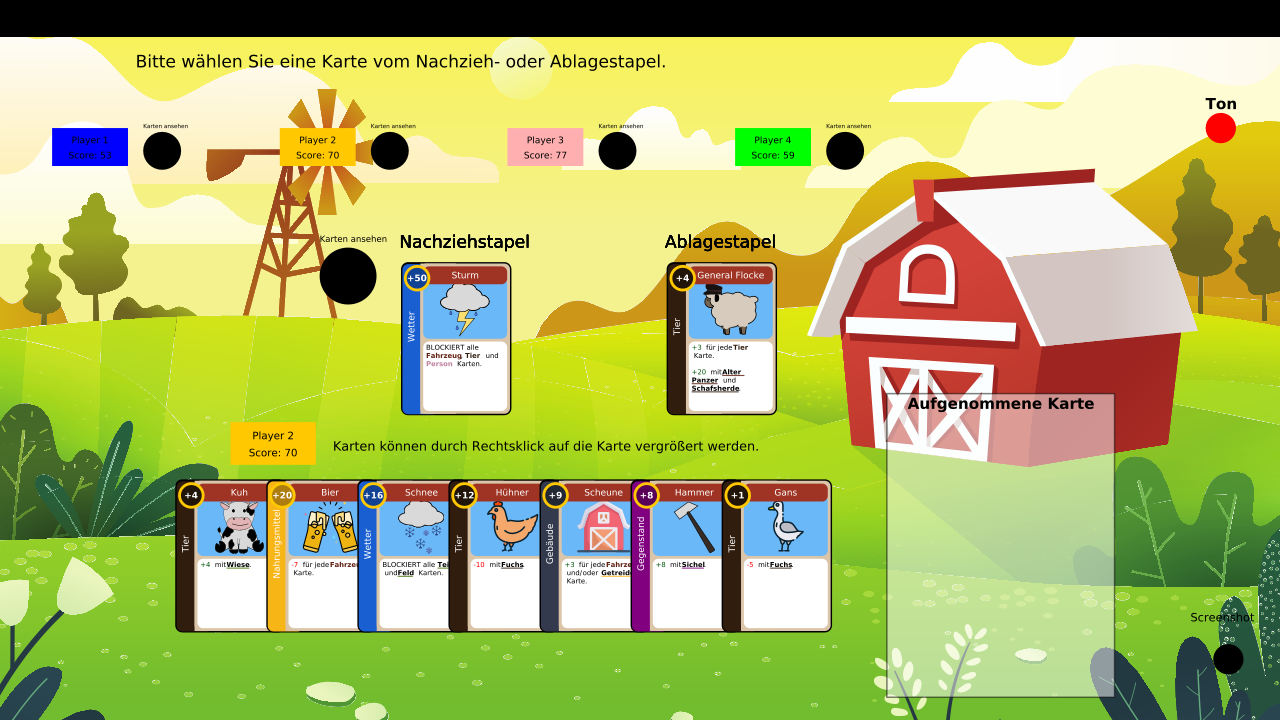 Bitte wählen Sie eine Karte vom Nachzieh- oder Ablagestapel.
Ton
Karten ansehen
Karten ansehen
Karten ansehen
Karten ansehen
Player 1
Score: 53
Player 2
Score: 70
Player 3
Score: 77
Player 4
Score: 59
Karten ansehen
Nachziehstapel
Ablagestapel
+50
Sturm
Wetter
BLOCKIERT alle
Fahrzeug, Tier und
Person Karten.
+4
General Flocke
Tier
+3 für jede Tier
Karte.
+20 mit Alter
Panzer und
Schafsherde.
Aufgenommene Karte
Player 2
Score: 70
Karten können durch Rechtsklick auf die Karte vergrößert werden.
+4
Kuh
Tier
+4 mit Wiese.
+20
Bier
Nahrungsmittel
-7 für jede Fahrzeu
Karte.
+16
Schnee
Wetter
BLOCKIERT alle Tei
und Feld Karten.
+12
Hühner
Tier
-10 mit Fuchs.
+9
Scheune
Gebäude
+3 für jede Fahrze
und/oder Getreid
Karte.
+8
Hammer
Gegenstand
+8 mit Sichel.
+1
Gans
Tier
-5 mit Fuchs.
Screenshot